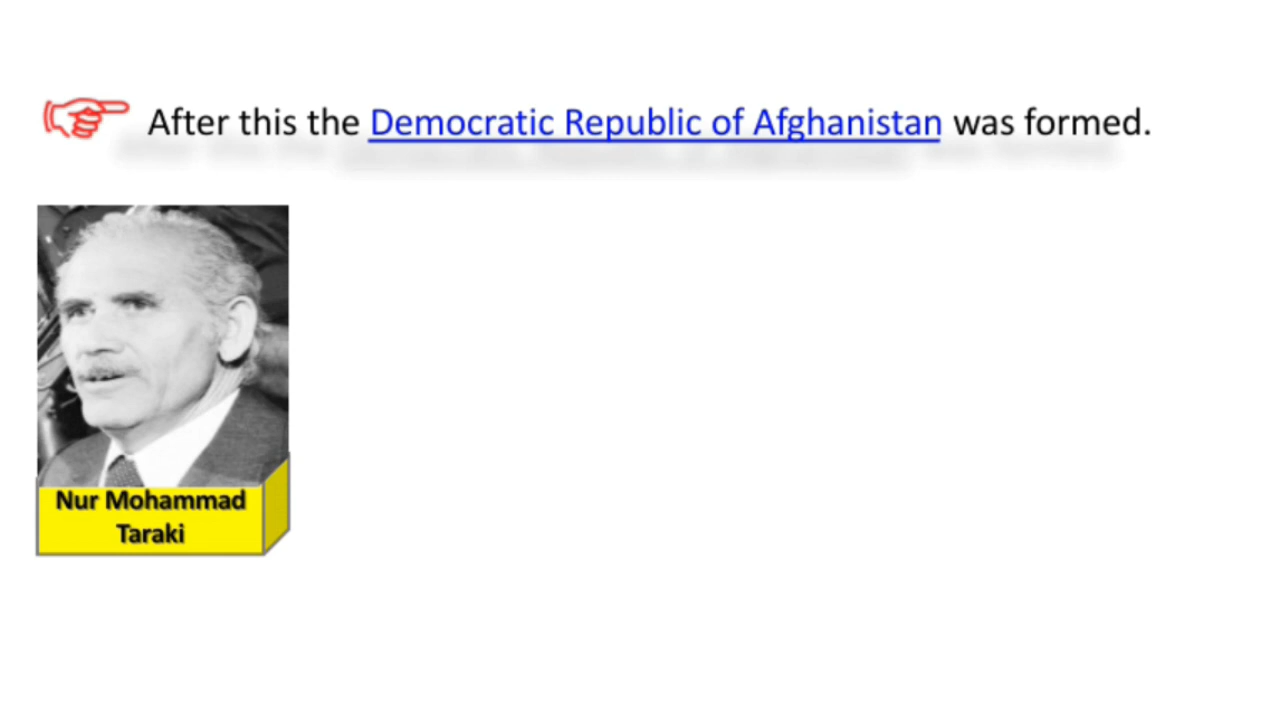 After this the Democratic Republic of Afghanistan was formed.
Nur Mohammad
Taraki